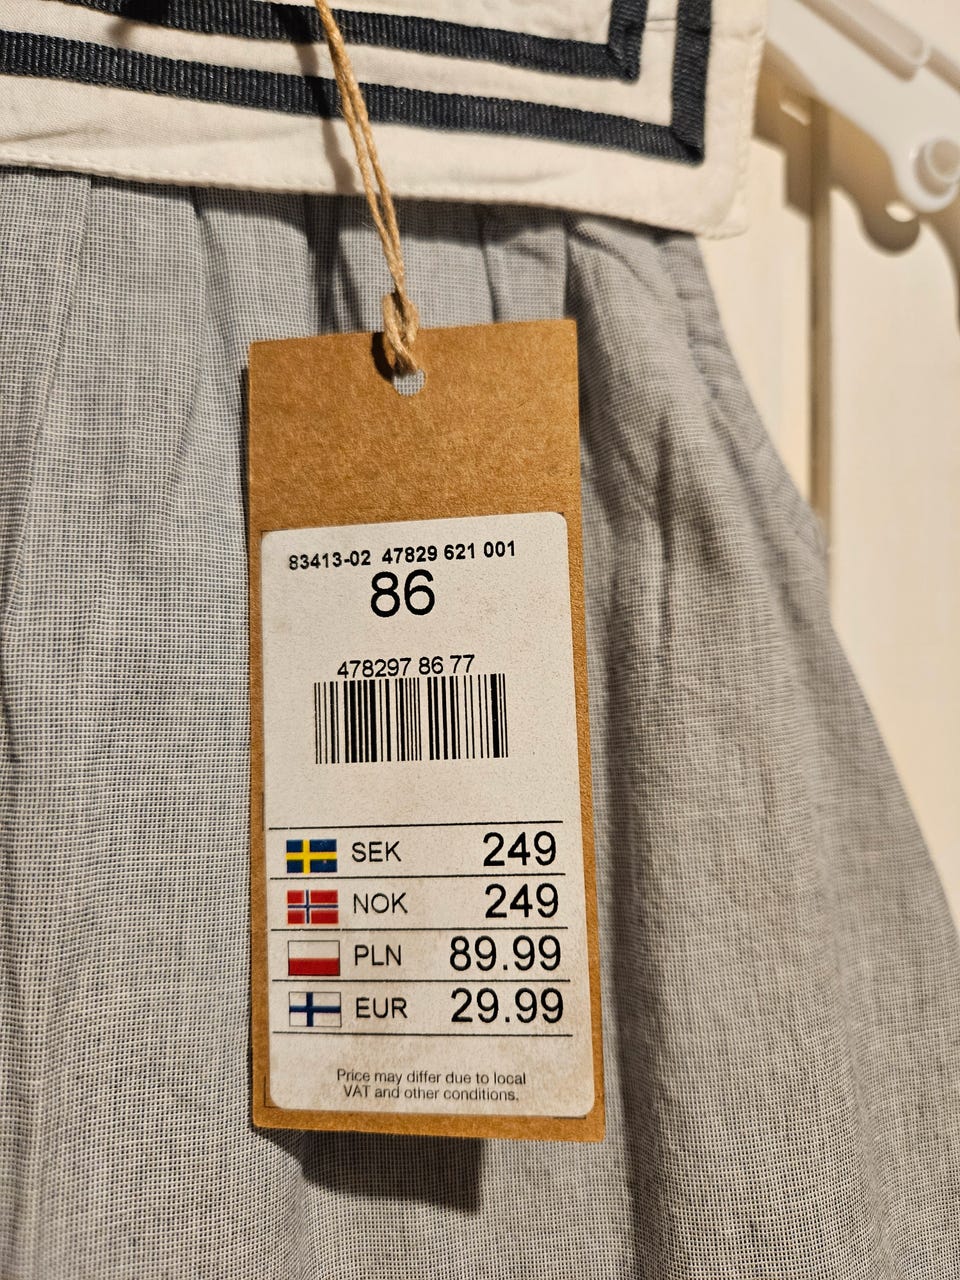 83413-02 47829 621 001
86
478297 86 77
SEK 249
NOK 249
PLN 89.99
EUR 29.99
Price may differ due to local
VAT and other conditions.